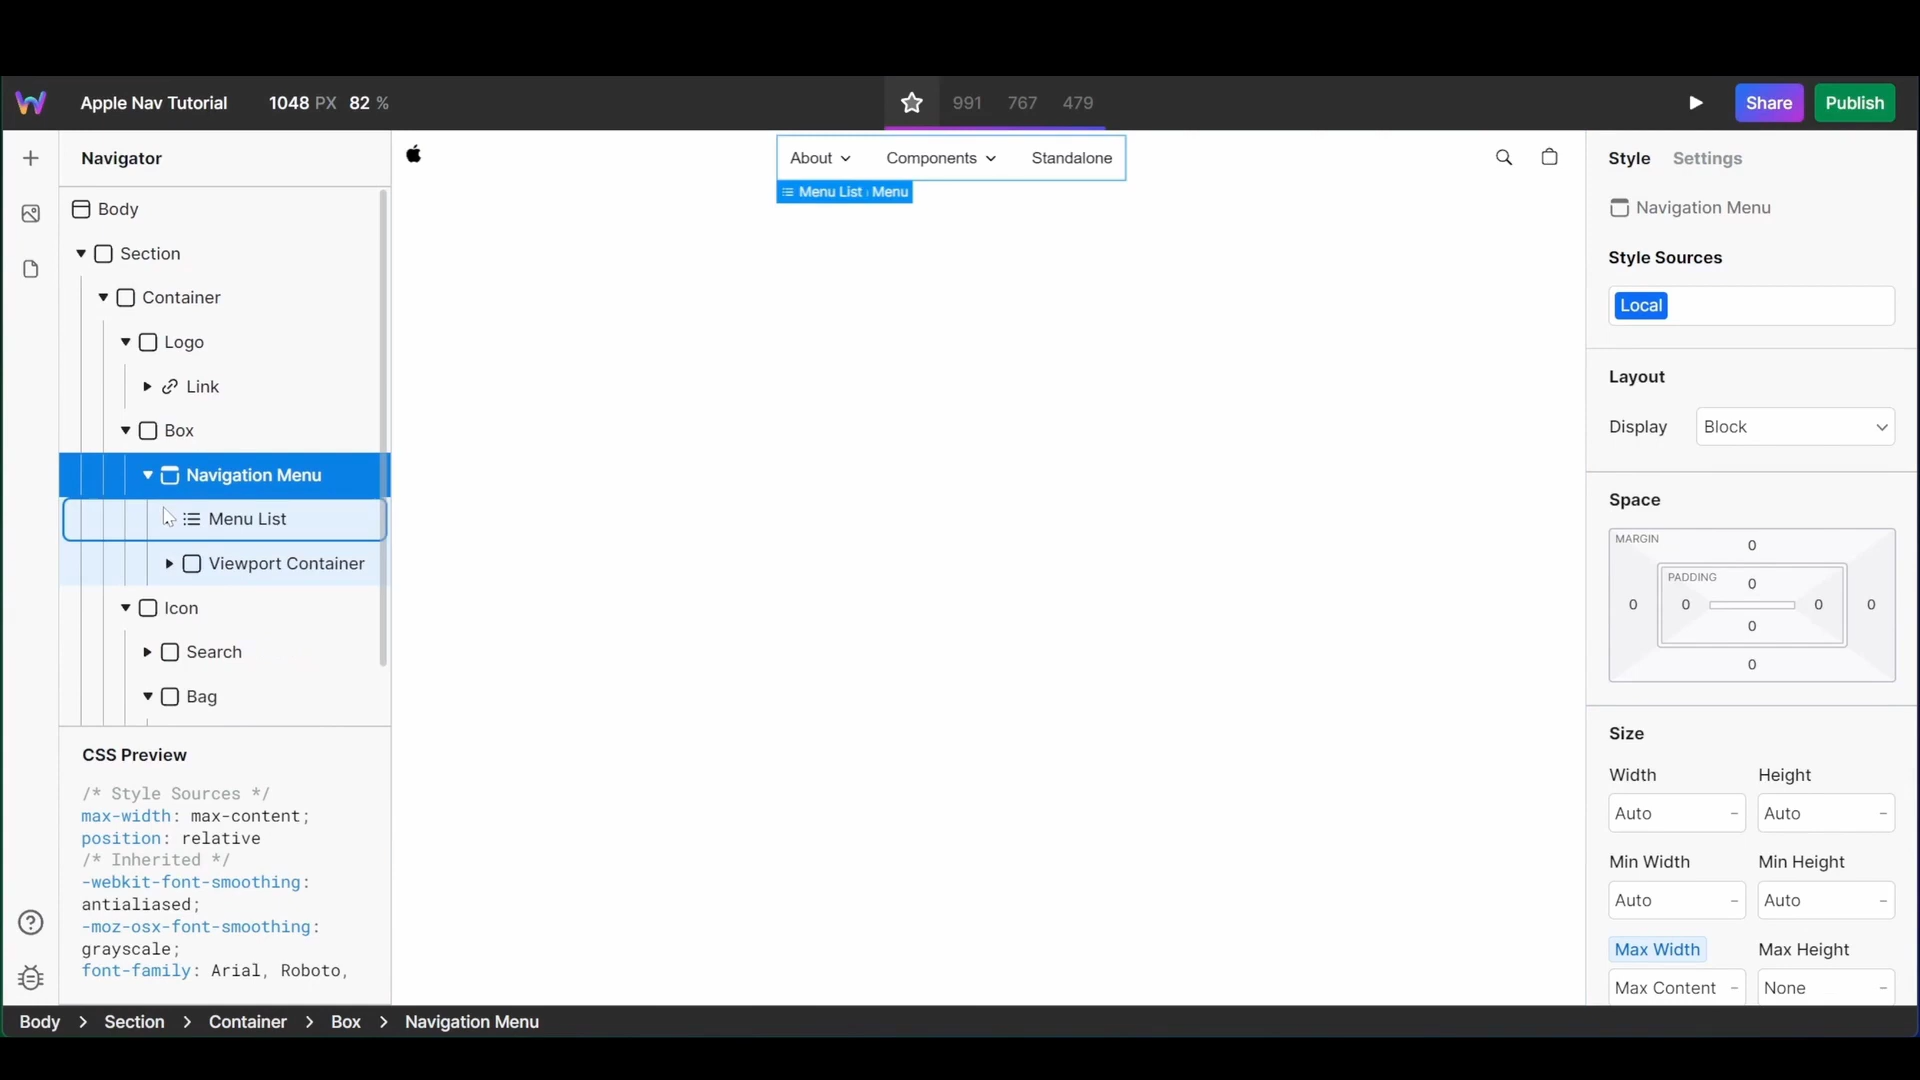 Apple Nav Tutorial 1048 PX 82 % 991 767 479 Share Publish
Navigator
Body
Section
Container
Logo
Link
Box
Navigation Menu
Menu List
Viewport Container
Icon
Search
Bag
CSS Preview
/* Style Sources */
max-width: max-content;
position: relative
/* Inherited */
-webkit-font-smoothing:
antialiased;
-moz-osx-font-smoothing:
grayscale;
font-family: Arial, Roboto,
About Components Standalone
Menu List Menu
Style Settings
Navigation Menu
Style Sources
Local
Layout
Display Block
Space
MARGIN 0
PADDING 0
0 0 0 0
0
0
Size
Width Height
Auto – Auto –
Min Width Min Height
Auto – Auto –
Max Width Max Height
Max Content – None –
Body > Section > Container > Box > Navigation Menu